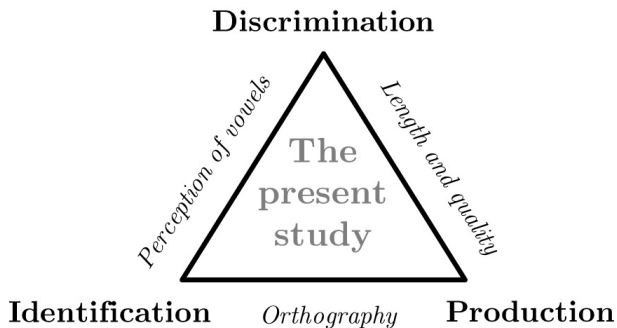 Discrimination
Perception of vowels
Length and quality
The
present
study
Identification
Orthography
Production